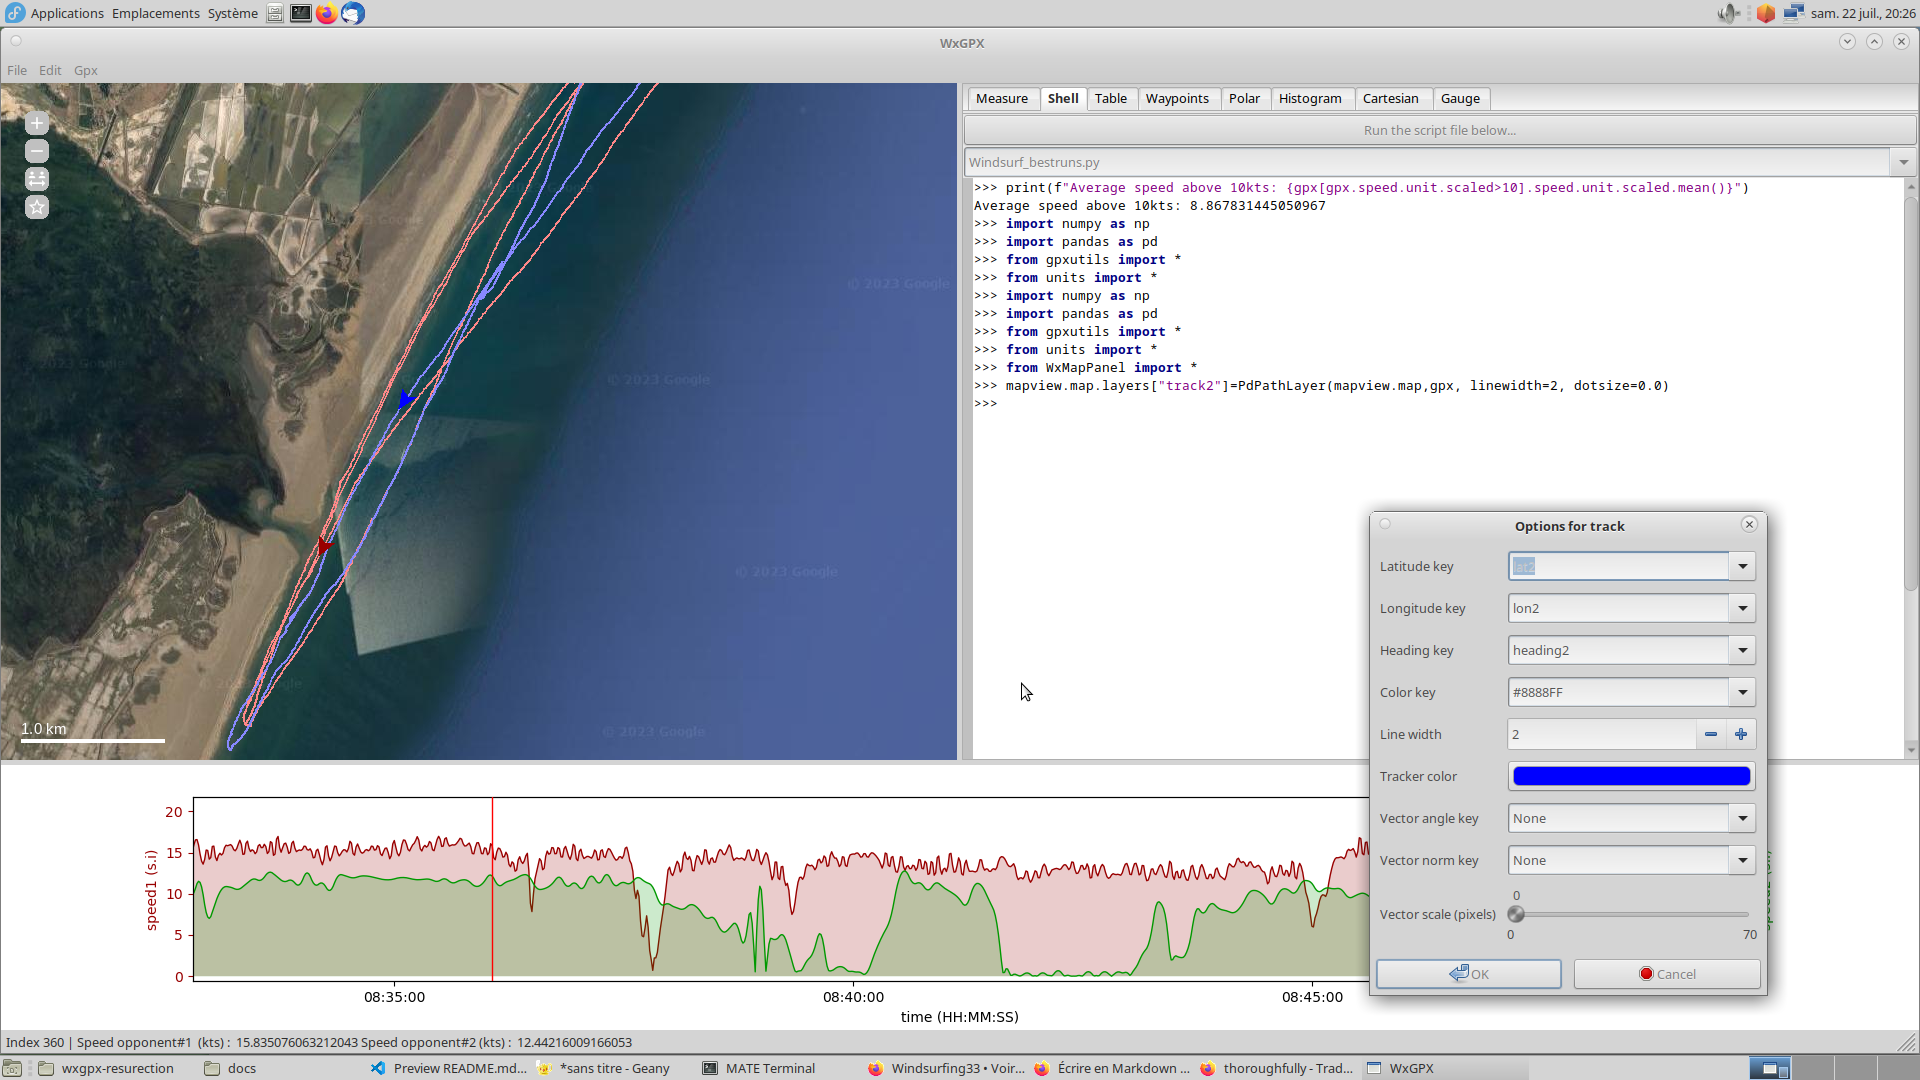 Applications Emplacements Système sam. 22 juil., 20:26
WxGPX
File Edit Gpx
Measure Shell Table Waypoints Polar Histogram Cartesian Gauge
Run the script file below...
Windsurf_bestruns.py
>>> print(f"Average speed above 10kts: {gpx[gpx.speed.unit.scaled>10].speed.unit.scaled.mean()}")
Average speed above 10kts: 8.867831445050967
>>> import numpy as np
>>> import pandas as pd
>>> from gpxutils import *
>>> from units import *
>>> import numpy as np
>>> import pandas as pd
>>> from gpxutils import *
>>> from units import *
>>> from WxMapPanel import *
>>> mapview.map.layers["track2"]=PdPathLayer(mapview.map,gpx, linewidth=2, dotsize=0.0)
>>>
© 2023 Google
© 2023 Google
© 2023 Google
© 2023 Google
1.0 km
Options for track
Latitude key lat2
Longitude key lon2
Heading key heading2
Color key #8888FF
Line width 2
Tracker color
Vector angle key None
Vector norm key None
0
Vector scale (pixels)
0 70
OK Cancel
speed1 (s.i)
20
15
10
5
0
08:35:00 08:40:00 08:45:00
time (HH:MM:SS)
Index 360 | Speed opponent#1 (kts) : 15.835076063212043 Speed opponent#2 (kts) : 12.44216009166053
wxgpx-resurection docs Preview README.md... *sans titre - Geany MATE Terminal Windsurfing33 • Voir... Écrire en Markdown ... thoroughfully - Trad... WxGPX